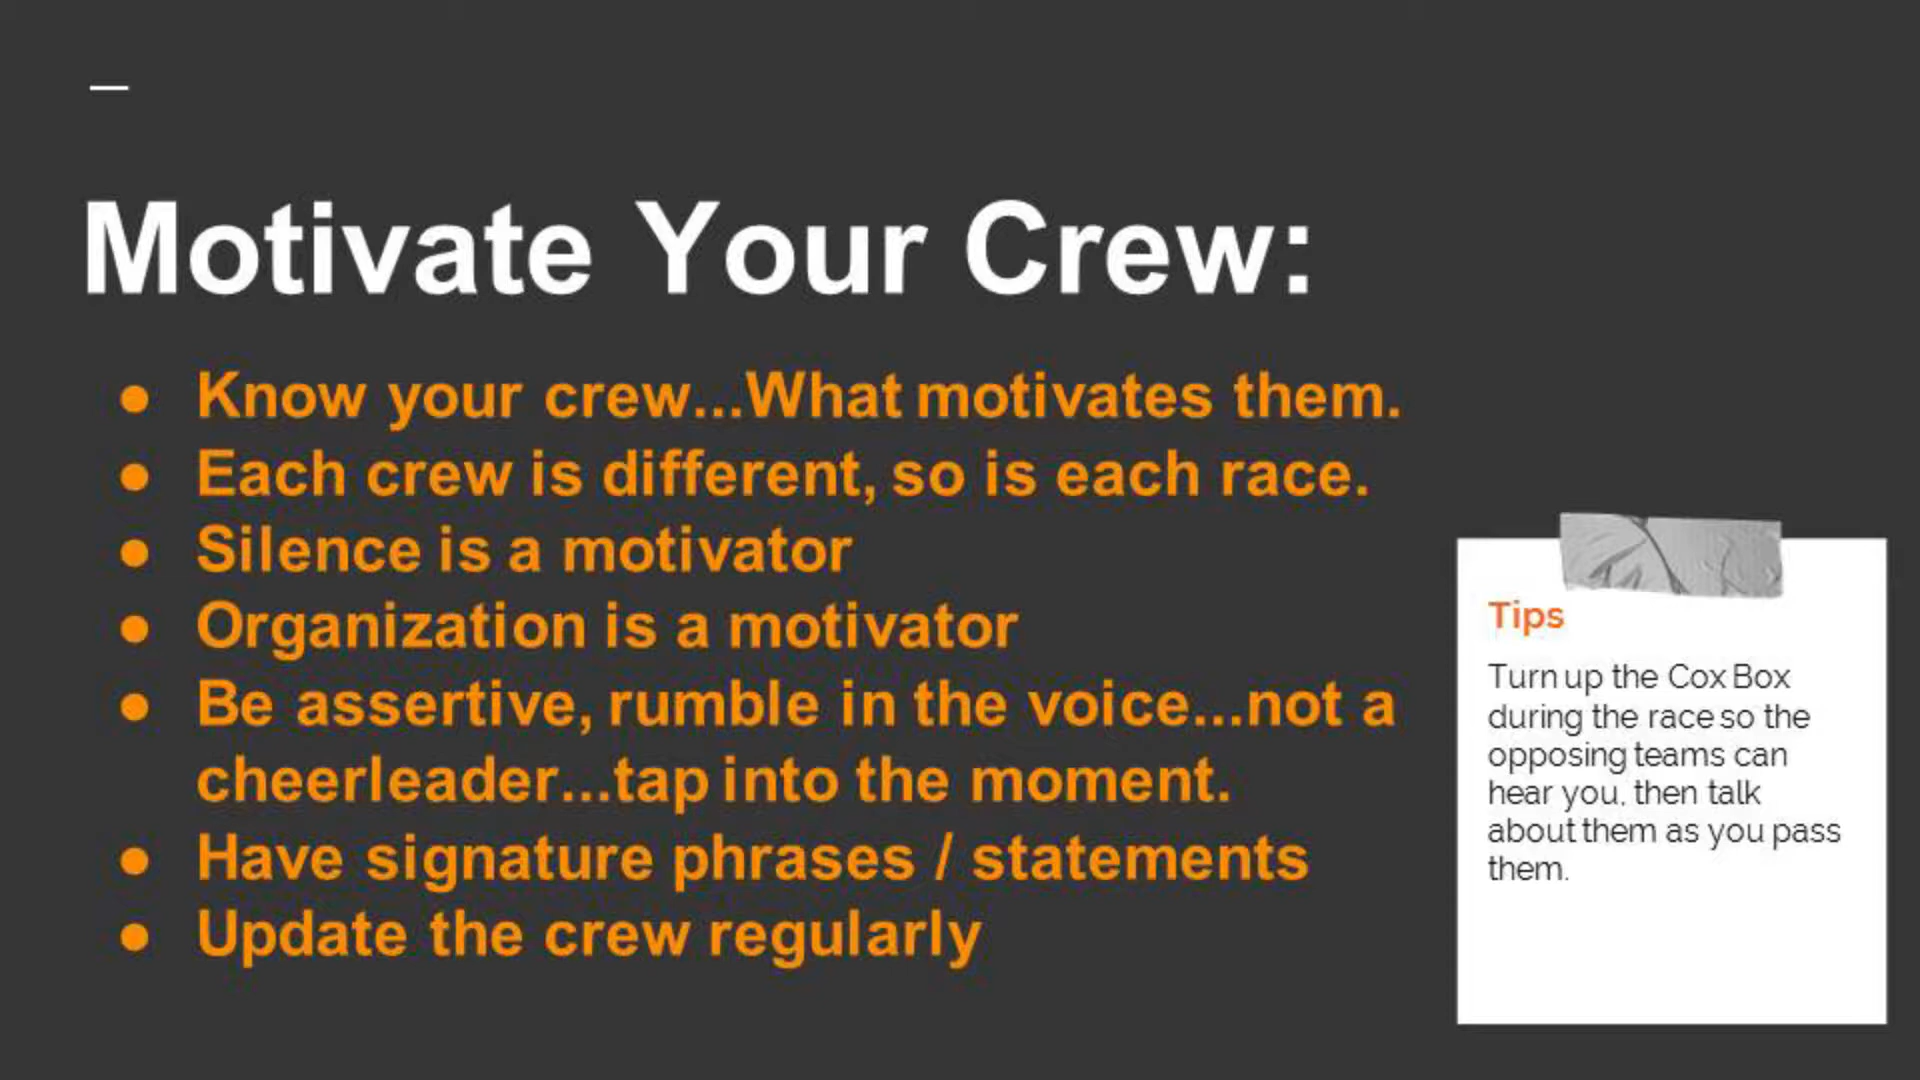 Motivate Your Crew:
● Know your crew...What motivates them.
● Each crew is different, so is each race.
● Silence is a motivator
● Organization is a motivator
● Be assertive, rumble in the voice...not a
cheerleader...tap into the moment.
● Have signature phrases / statements
● Update the crew regularly
Tips
Turn up the Cox Box
during the race so the
opposing teams can
hear you, then talk
about them as you pass
them.